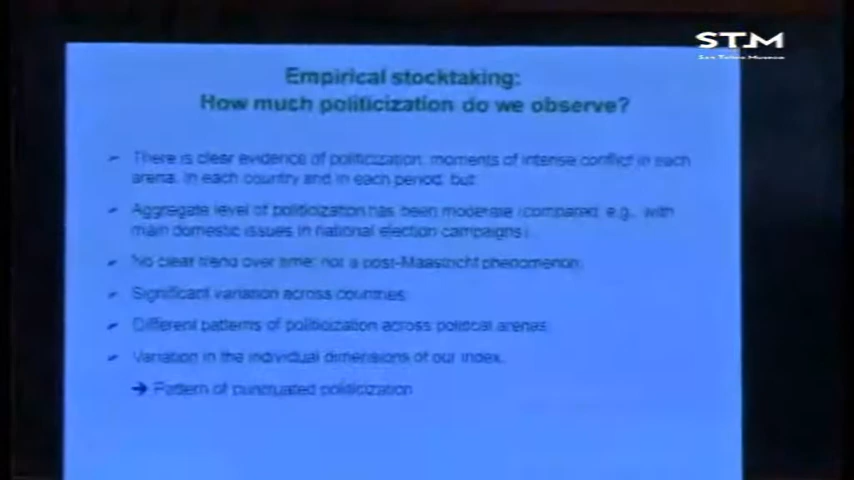 STM
Empirical stocktaking:
How much politicization do we observe?
There is clear evidence of politicization: moments of intense conflict in each
arena, in each country and in each period, but:
Aggregate level of politicization has been moderate (compared, e.g., with
main domestic issues in national election campaigns).
No clear trend over time: not a post-Maastricht phenomenon.
Significant variation across countries.
Different patterns of politicization across political arenas.
Variation in the individual dimensions of our index.
→ Pattern of punctuated politicization